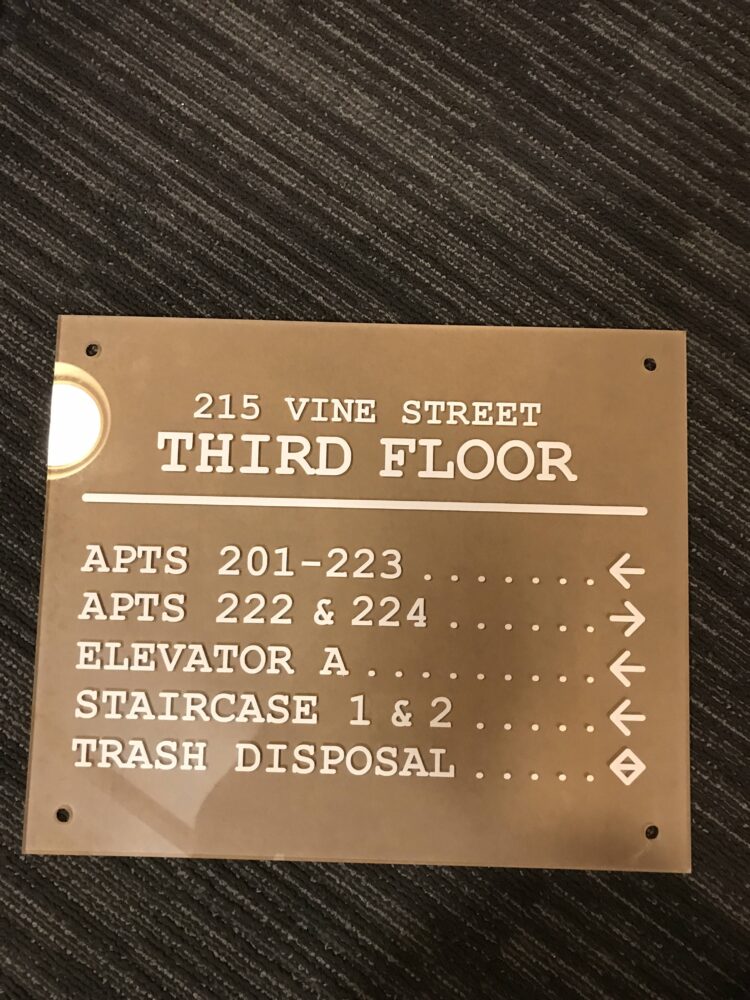 215 VINE STREET
THIRD FLOOR
APTS 201-223 . . . . . . . ←
APTS 222 & 224 . . . . . . →
ELEVATOR A . . . . . . . . . ←
STAIRCASE 1 & 2 . . . . . ←
TRASH DISPOSAL . . . . .